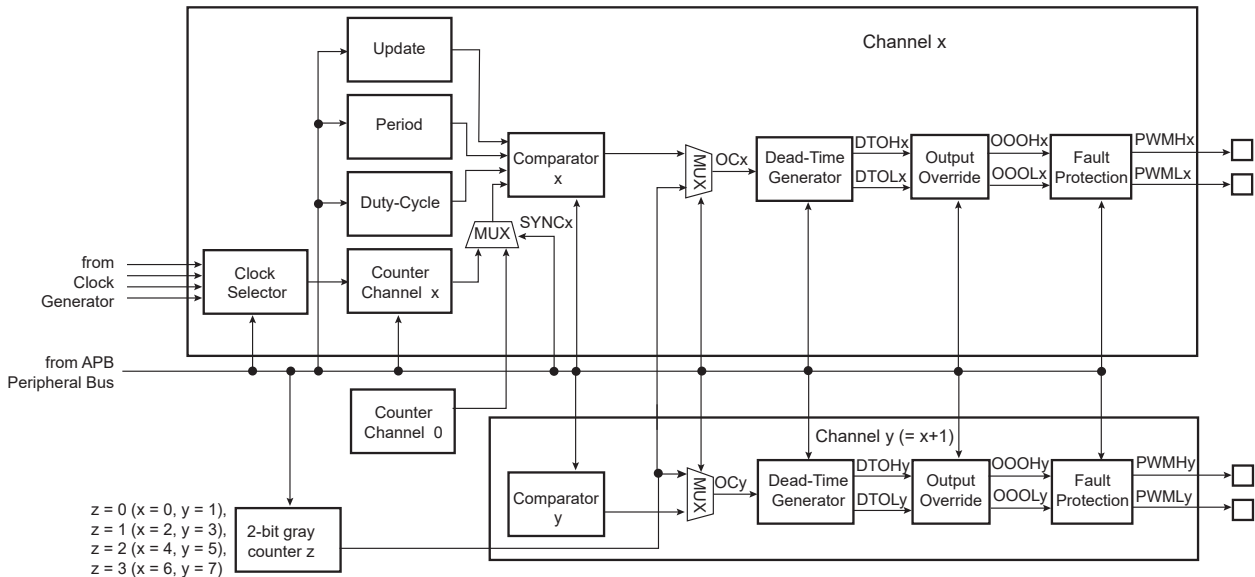 Channel x
Update
Period
Duty-Cycle
Comparator
x
MUX
SYNCx
MUX
OCx
Dead-Time
Generator
DTOHx
DTOLx
Output
Override
OOOHx
OOOLx
Fault
Protection
PWMHx
PWMLx
from
Clock
Generator
Clock
Selector
Counter
Channel x
from APB
Peripheral Bus
Counter
Channel 0
Channel y (= x+1)
Comparator
y
MUX
OCy
Dead-Time
Generator
DTOHy
DTOLy
Output
Override
OOOHy
OOOLy
Fault
Protection
PWMHy
PWMLy
z = 0 (x = 0, y = 1),
z = 1 (x = 2, y = 3),
z = 2 (x = 4, y = 5),
z = 3 (x = 6, y = 7)
2-bit gray
counter z